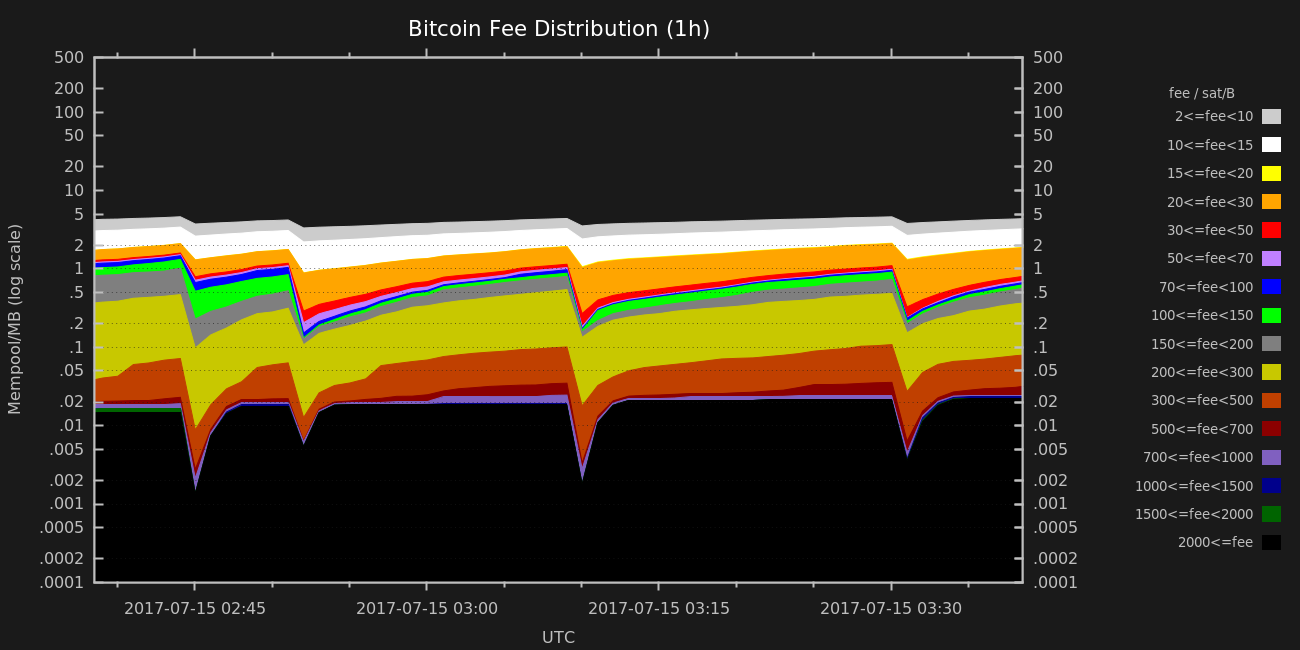 Bitcoin Fee Distribution (1h)
Mempool/MB (log scale)
500
200
100
50
20
10
5
2
1
.5
.2
.1
.05
.02
.01
.005
.002
.001
.0005
.0002
.0001
500
200
100
50
20
10
5
2
1
.5
.2
.1
.05
.02
.01
.005
.002
.001
.0005
.0002
.0001
2017-07-15 02:45
2017-07-15 03:00
2017-07-15 03:15
2017-07-15 03:30
UTC
fee / sat/B
2<=fee<10
10<=fee<15
15<=fee<20
20<=fee<30
30<=fee<50
50<=fee<70
70<=fee<100
100<=fee<150
150<=fee<200
200<=fee<300
300<=fee<500
500<=fee<700
700<=fee<1000
1000<=fee<1500
1500<=fee<2000
2000<=fee